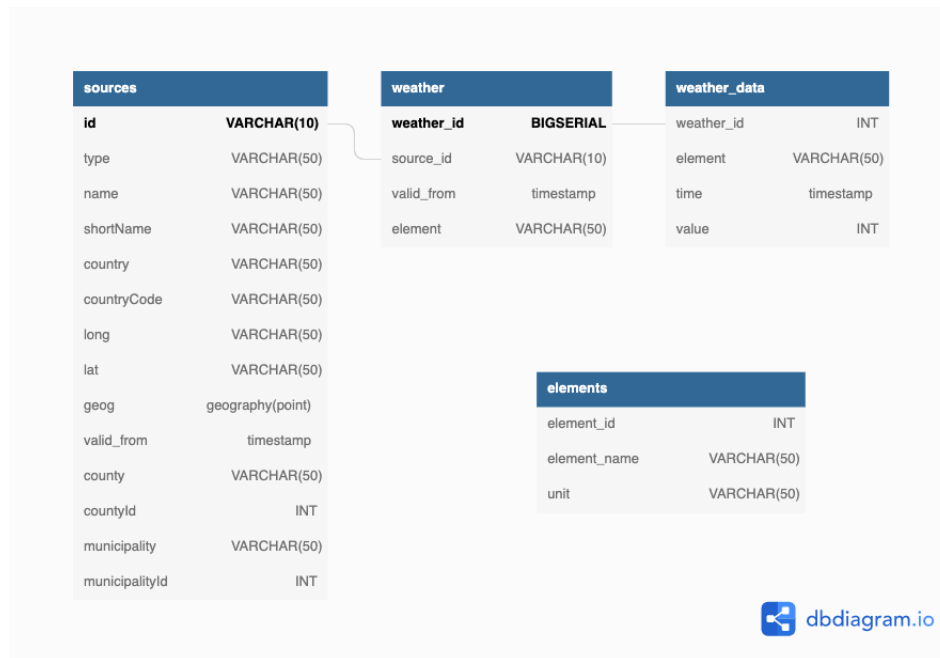 sources
id VARCHAR(10)
type VARCHAR(50)
name VARCHAR(50)
shortName VARCHAR(50)
country VARCHAR(50)
countryCode VARCHAR(50)
long VARCHAR(50)
lat VARCHAR(50)
geog geography(point)
valid_from timestamp
county VARCHAR(50)
countyId INT
municipality VARCHAR(50)
municipalityId INT
weather
weather_id BIGSERIAL
source_id VARCHAR(10)
valid_from timestamp
element VARCHAR(50)
weather_data
weather_id INT
element VARCHAR(50)
time timestamp
value INT
elements
element_id INT
element_name VARCHAR(50)
unit VARCHAR(50)
dbdiagram.io